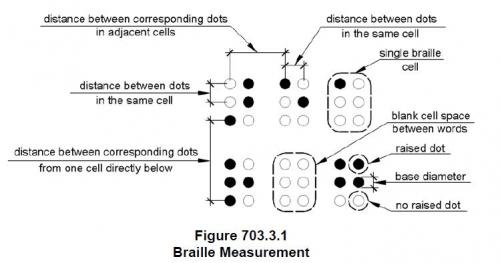 distance between corresponding dots
in adjacent cells
distance between dots
in the same cell
single braille
cell
distance between dots
in the same cell
blank cell space
between words
raised dot
distance between corresponding dots
from one cell directly below
base diameter
no raised dot
Figure 703.3.1
Braille Measurement